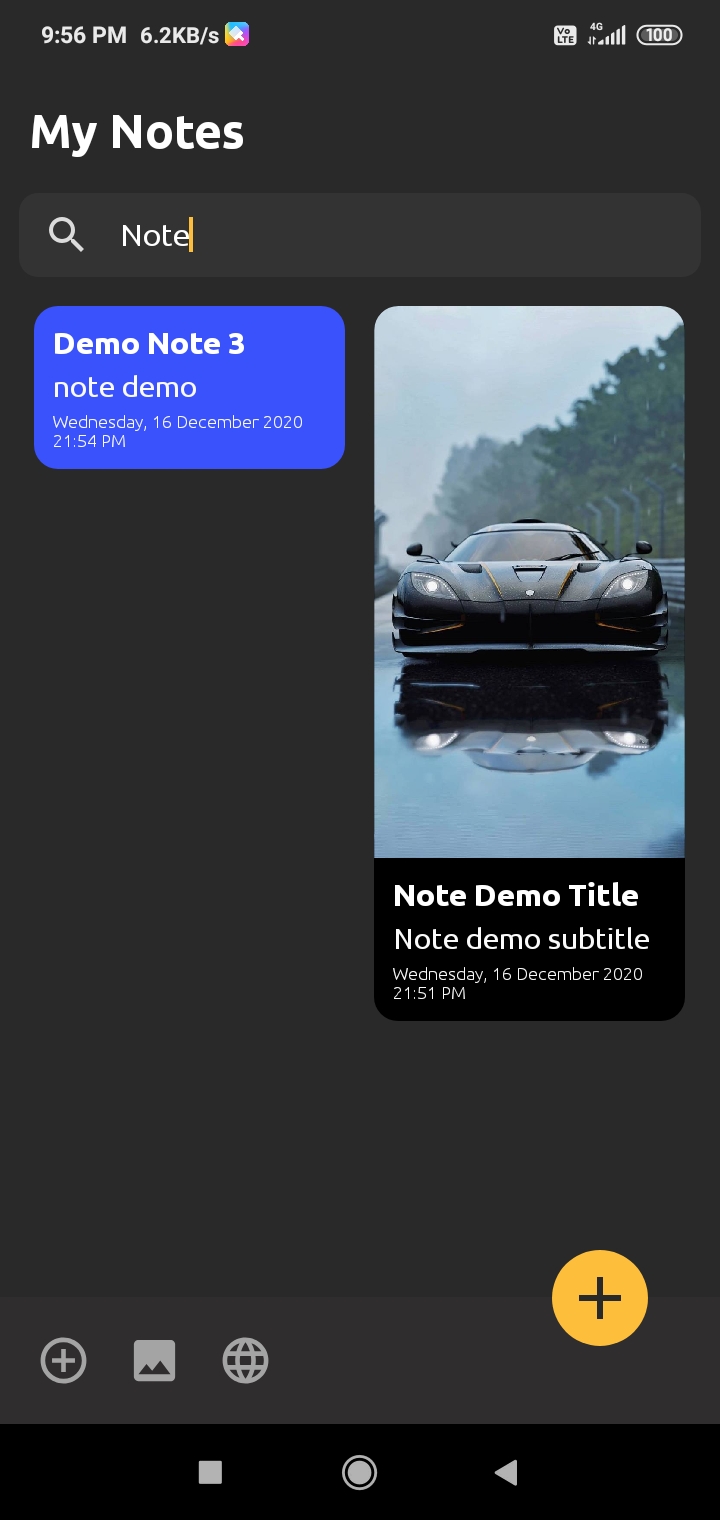 9:56 PM 6.2KB/s Vo LTE 4G 100
My Notes
Note
Demo Note 3
note demo
Wednesday, 16 December 2020
21:54 PM
Note Demo Title
Note demo subtitle
Wednesday, 16 December 2020
21:51 PM